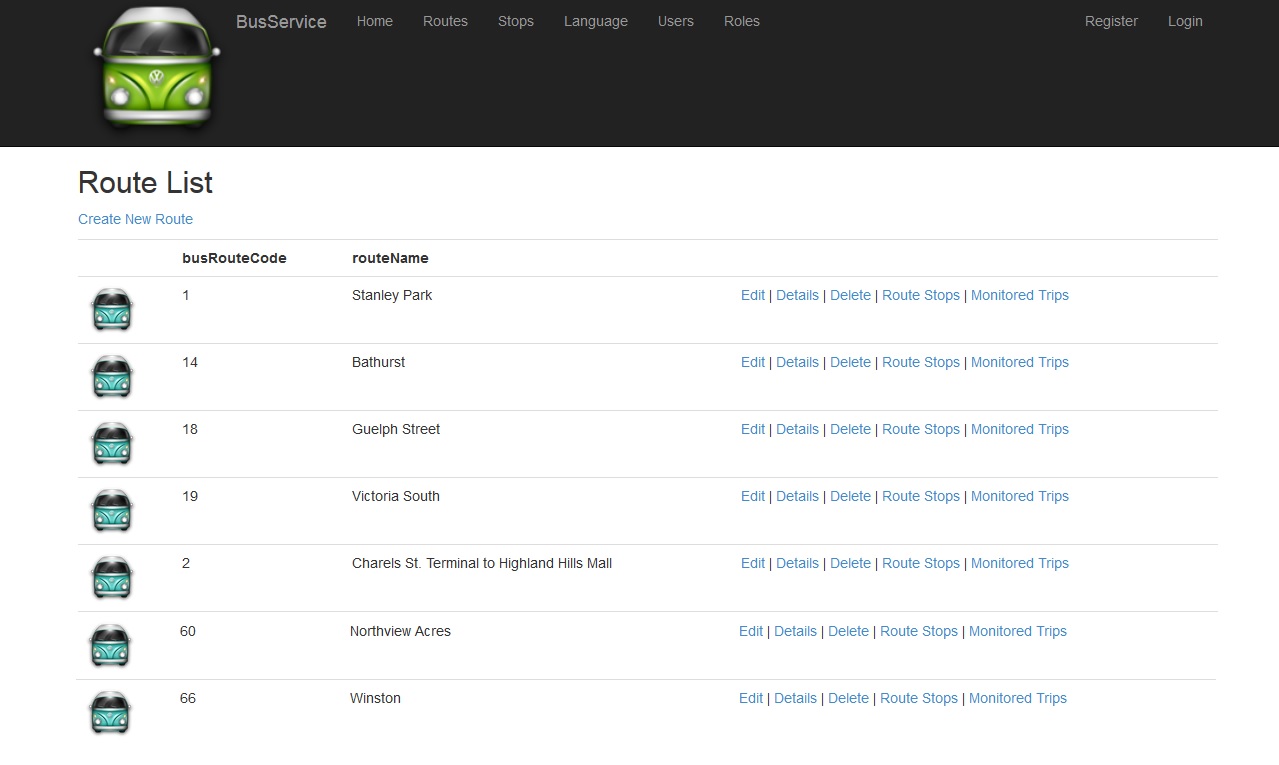 BusService Home Routes Stops Language Users Roles Register Login
Route List
Create New Route
busRouteCode routeName
1 Stanley Park Edit | Details | Delete | Route Stops | Monitored Trips
14 Bathurst Edit | Details | Delete | Route Stops | Monitored Trips
18 Guelph Street Edit | Details | Delete | Route Stops | Monitored Trips
19 Victoria South Edit | Details | Delete | Route Stops | Monitored Trips
2 Charels St. Terminal to Highland Hills Mall Edit | Details | Delete | Route Stops | Monitored Trips
60 Northview Acres Edit | Details | Delete | Route Stops | Monitored Trips
66 Winston Edit | Details | Delete | Route Stops | Monitored Trips